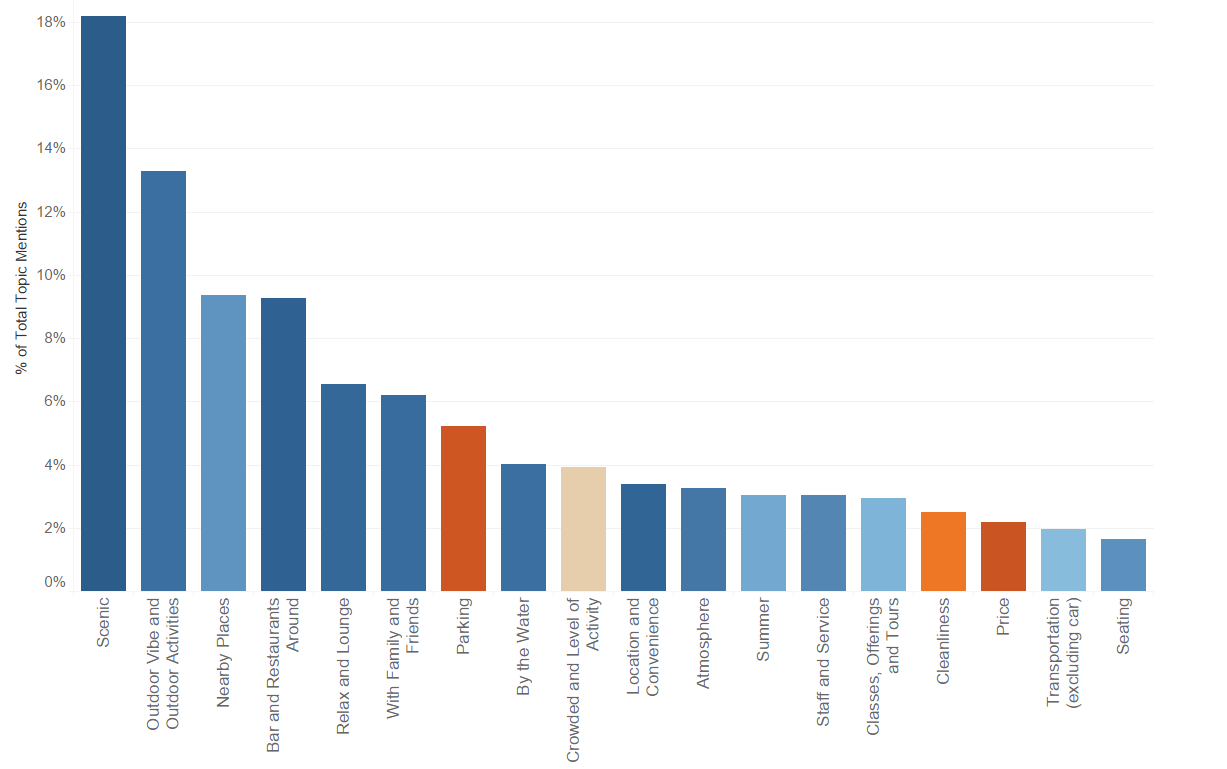 18%
16%
14%
12%
10%
8%
6%
4%
2%
0%
% of Total Topic Mentions
Scenic
Outdoor Vibe and
Outdoor Activities
Nearby Places
Bar and Restaurants
Around
Relax and Lounge
With Family and
Friends
Parking
By the Water
Crowded and Level of
Activity
Location and
Convenience
Atmosphere
Summer
Staff and Service
Classes, Offerings
and Tours
Cleanliness
Price
Transportation
(excluding car)
Seating